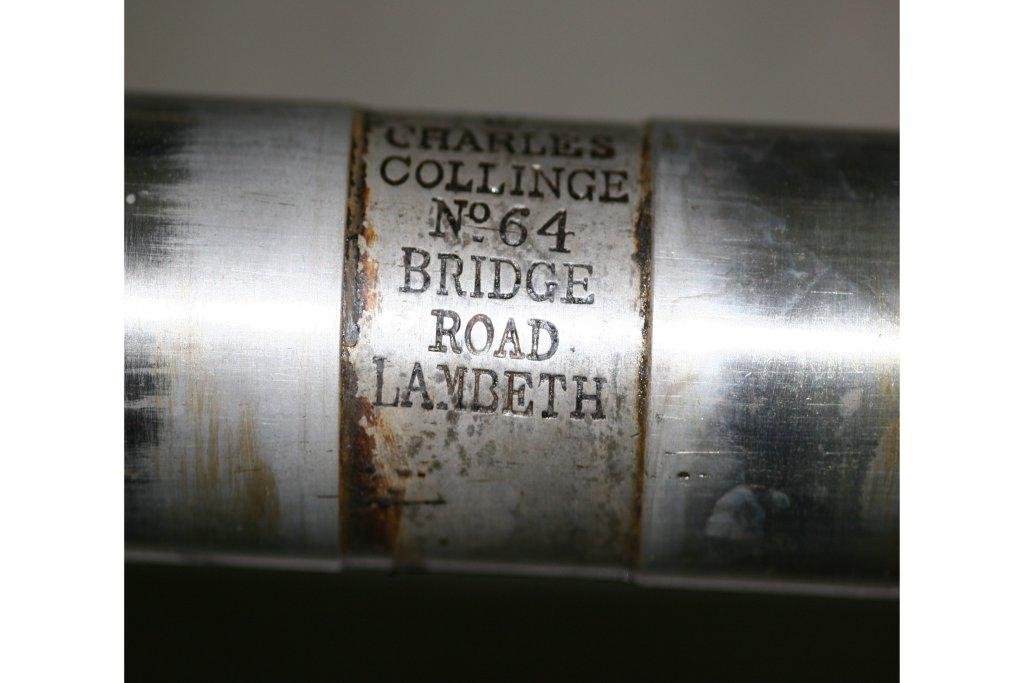 CHARLES
COLLINGE
Nº 64
BRIDGE
ROAD
LAMBETH